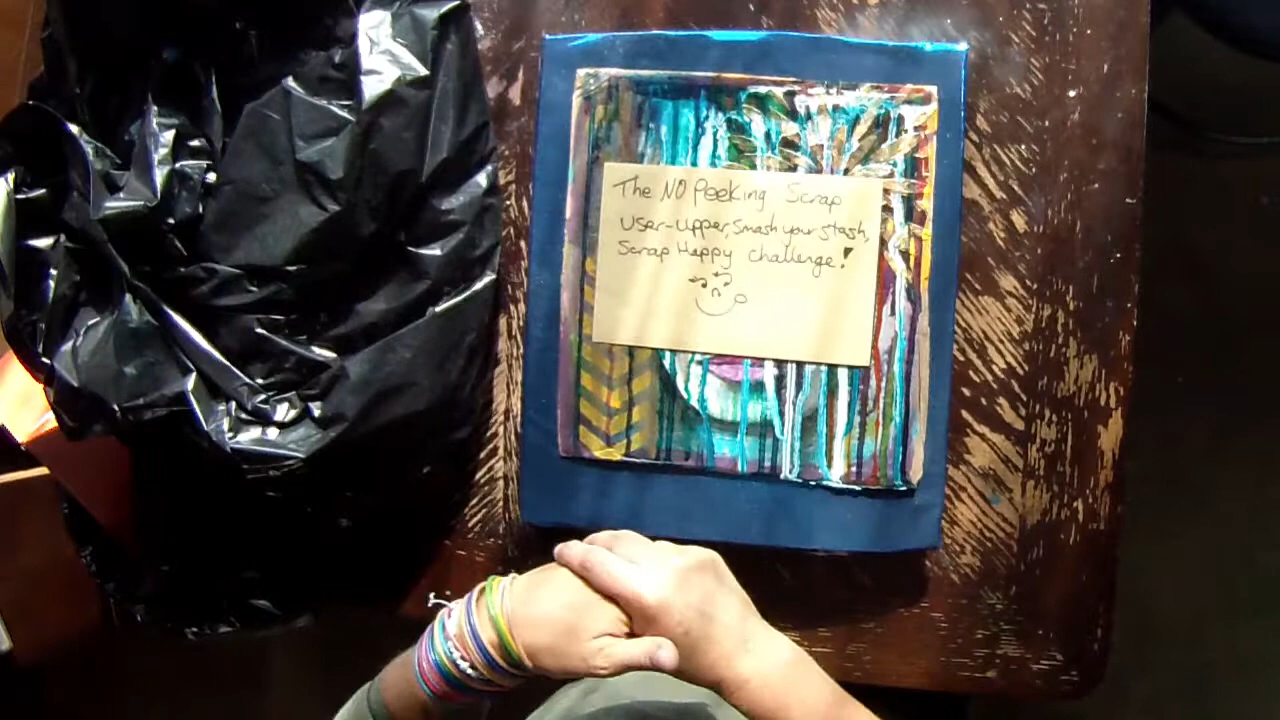 The NO Peeking Scrap
User-Upper, Smash your stash,
Scrap Happy challenge!